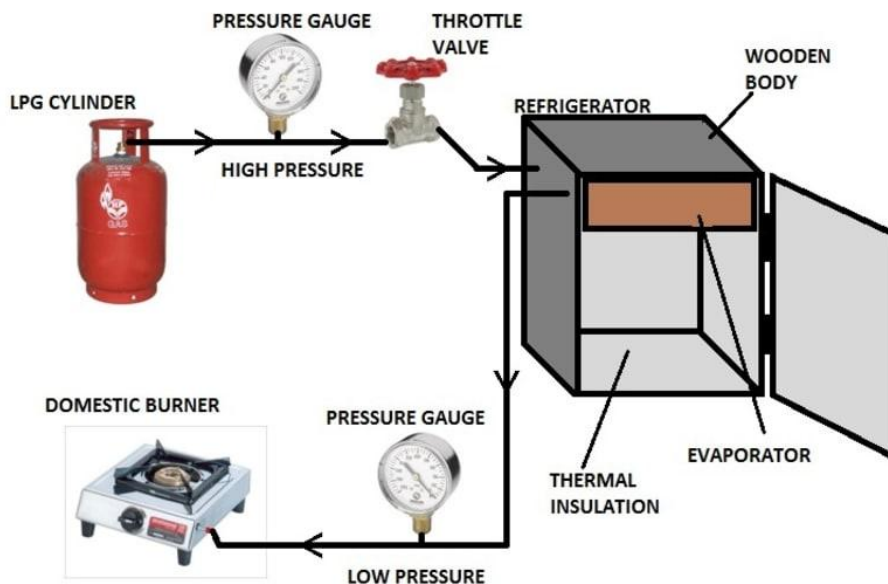 PRESSURE GAUGE
THROTTLE
VALVE
WOODEN
BODY
LPG CYLINDER
REFRIGERATOR
HIGH PRESSURE
DOMESTIC BURNER
PRESSURE GAUGE
THERMAL
INSULATION
EVAPORATOR
LOW PRESSURE